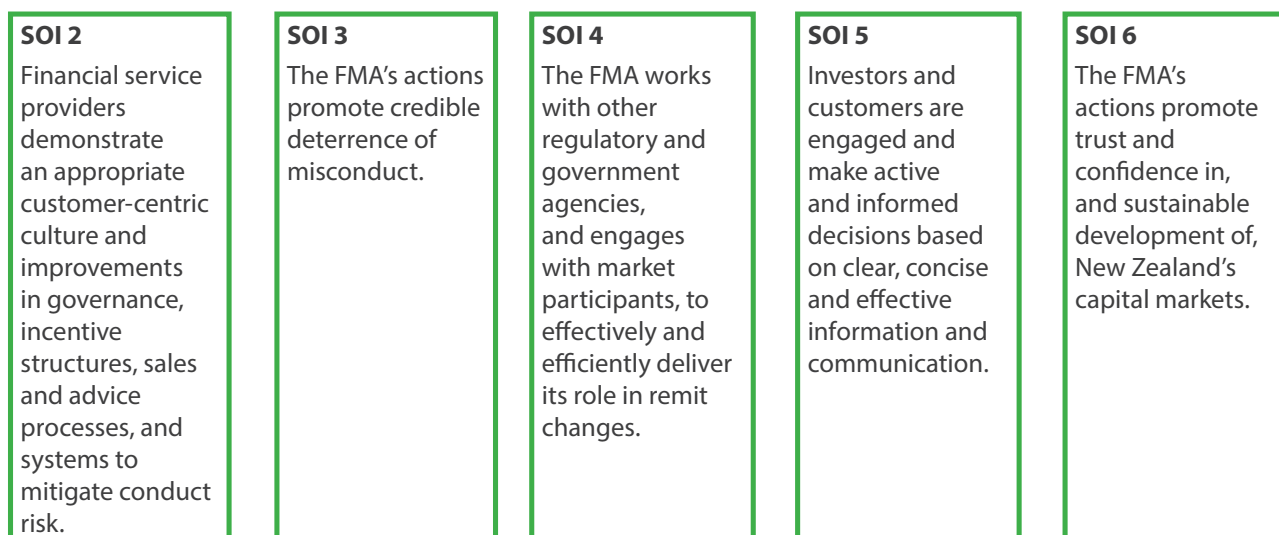 SOI 2
Financial service
providers
demonstrate
an appropriate
customer-centric
culture and
improvements
in governance,
incentive
structures, sales
and advice
processes, and
systems to
mitigate conduct
risk.
SOI 3
The FMA’s actions
promote credible
deterrence of
misconduct.
SOI 4
The FMA works
with other
regulatory and
government
agencies,
and engages
with market
participants, to
effectively and
efficiently deliver
its role in remit
changes.
SOI 5
Investors and
customers are
engaged and
make active
and informed
decisions based
on clear, concise
and effective
information and
communication.
SOI 6
The FMA’s
actions promote
trust and
confidence in,
and sustainable
development of,
New Zealand’s
capital markets.